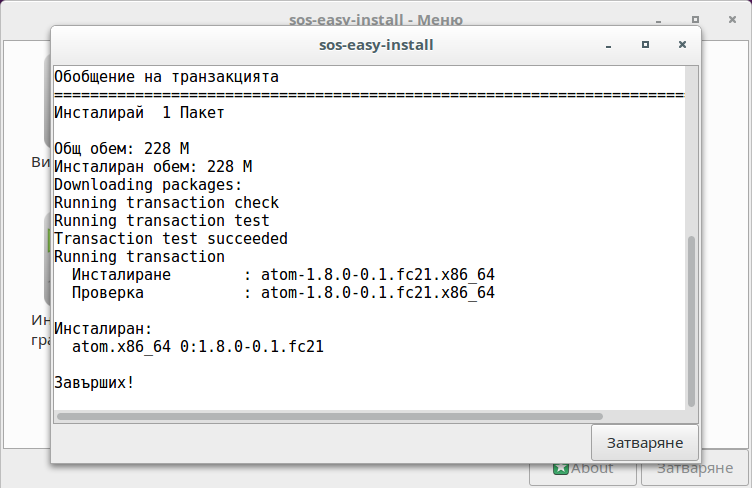 sos-easy-install - Меню
sos-easy-install
Обобщение на транзакцията
================================================================================
Инсталирай  1 Пакет
Общ обем: 228 M
Инсталиран обем: 228 M
Downloading packages:
Running transaction check
Running transaction test
Transaction test succeeded
Running transaction
  Инсталиране        : atom-1.8.0-0.1.fc21.x86_64
  Проверка           : atom-1.8.0-0.1.fc21.x86_64
Инсталиран:
  atom.x86_64 0:1.8.0-0.1.fc21
Завърших!
Затваряне
About
Затваряне